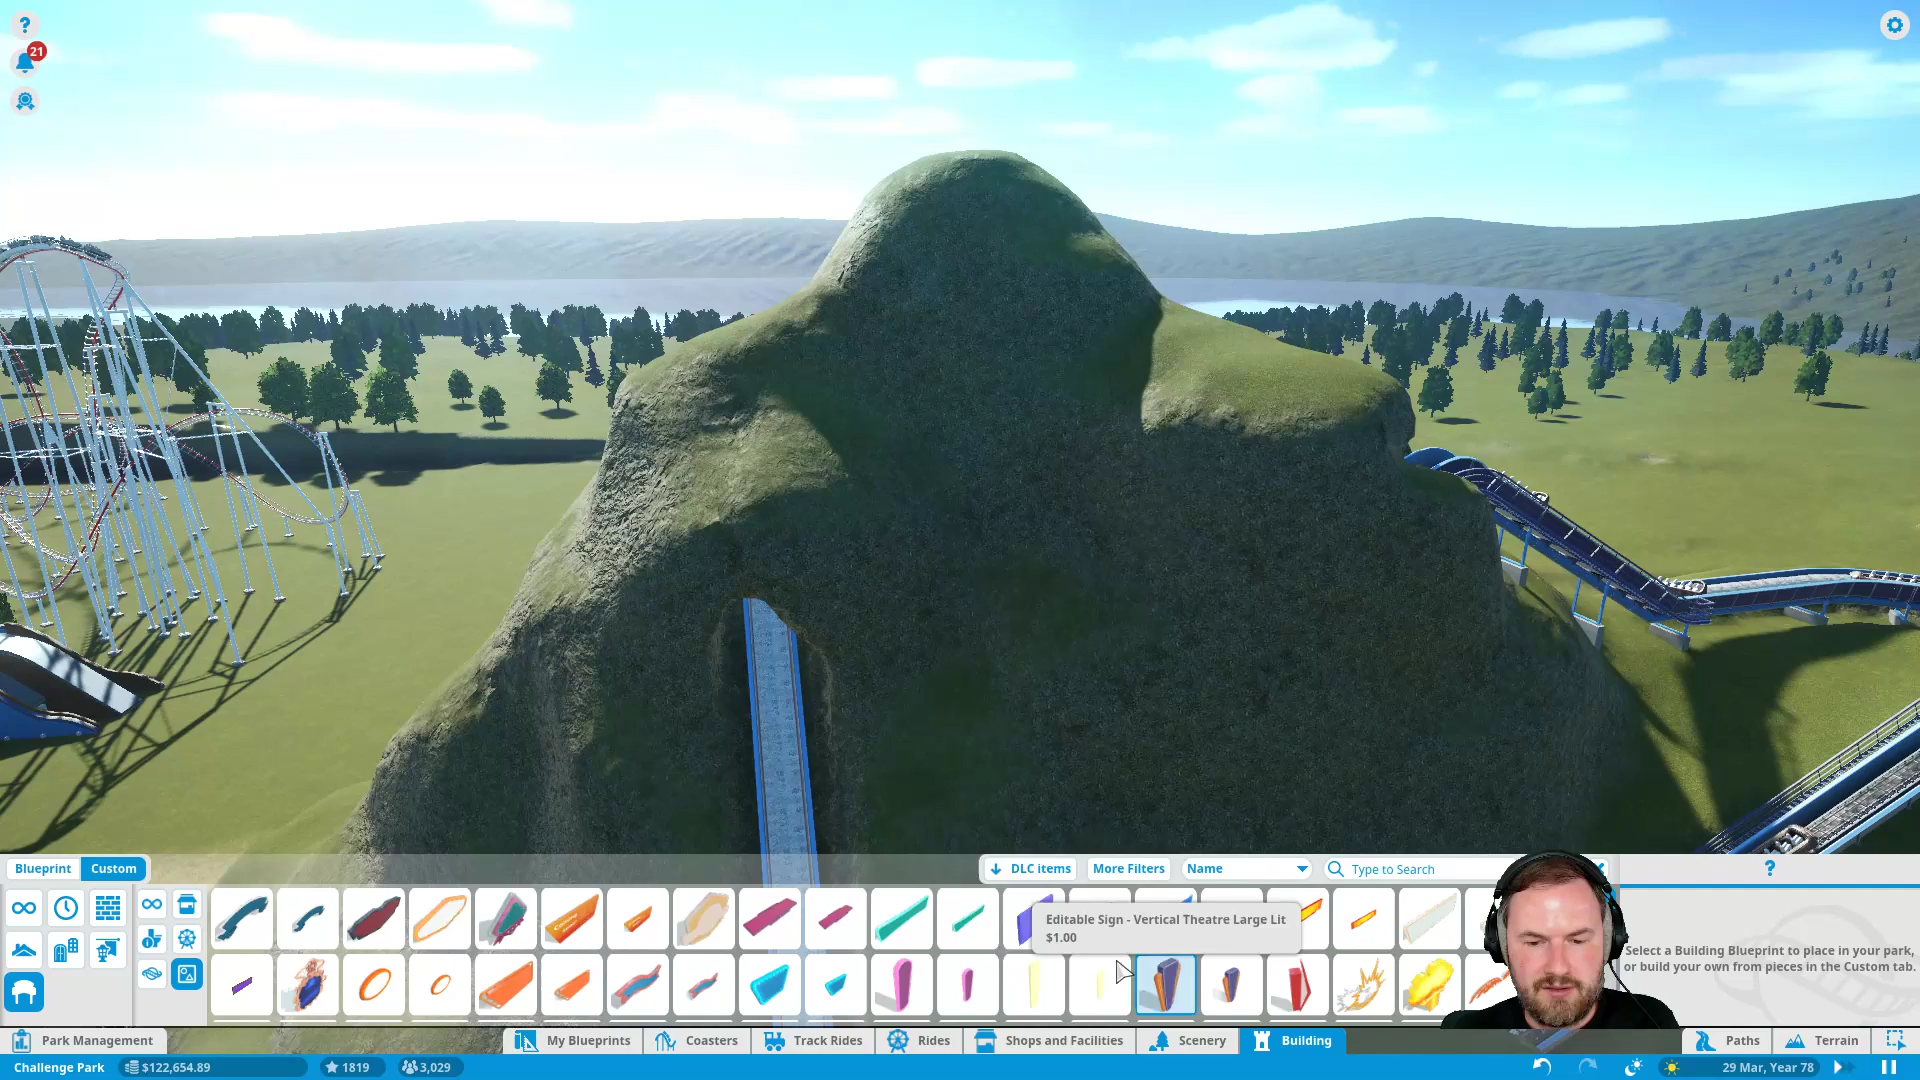 ?
21
Blueprint
Custom
DLC items
More Filters
Name
Type to Search
?
Editable Sign - Vertical Theatre Large Lit
$1.00
Select a Building Blueprint to place in your park,
or build your own from pieces in the Custom tab.
Park Management
My Blueprints
Coasters
Track Rides
Rides
Shops and Facilities
Scenery
Building
Paths
Terrain
Challenge Park
$122,654.89
1819
3,029
29 Mar, Year 78